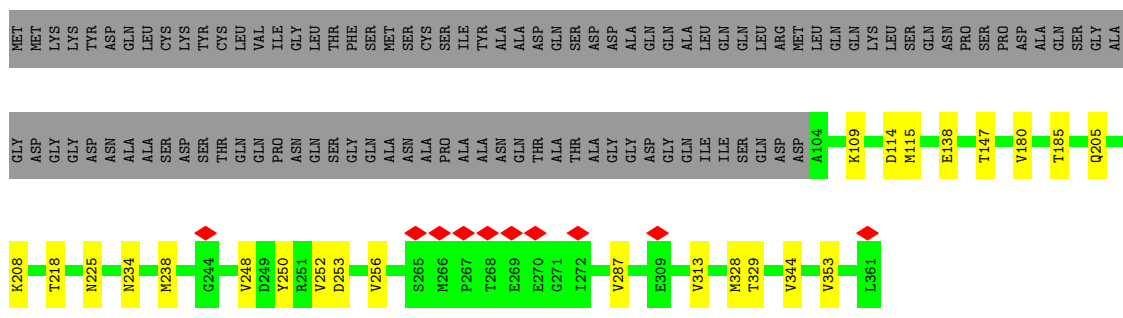 MET MET LYS LYS TYR ASP GLN LEU CYS LYS TYR CYS LEU VAL ILE GLY LEU THR PHE SER MET SER CYS SER ILE TYR ALA ALA ASP GLN SER ASP ASP ALA GLN GLN ALA LEU GLN GLN LEU ARG MET LEU GLN GLN LYS LEU SER GLN ASN PRO SER PRO ASP ALA GLN SER GLY ALA
GLY ASP GLY GLY ASP ASN ALA ALA SER ASP SER THR GLN GLN PRO ASN GLN SER GLY GLN ALA ASN ALA PRO ALA ALA ASN GLN THR ALA THR ALA GLY GLY ASP GLY GLN ILE ILE SER GLN ASP ASP A104 K109 D114 M115 E138 T147 V180 T185 Q205
K208 T218 N225 N234 M238 G244 V248 D249 Y250 R251 V252 D253 V256 S265 M266 P267 T268 E269 E270 G271 I272 V287 E309 V313 M328 T329 V344 V353 L361